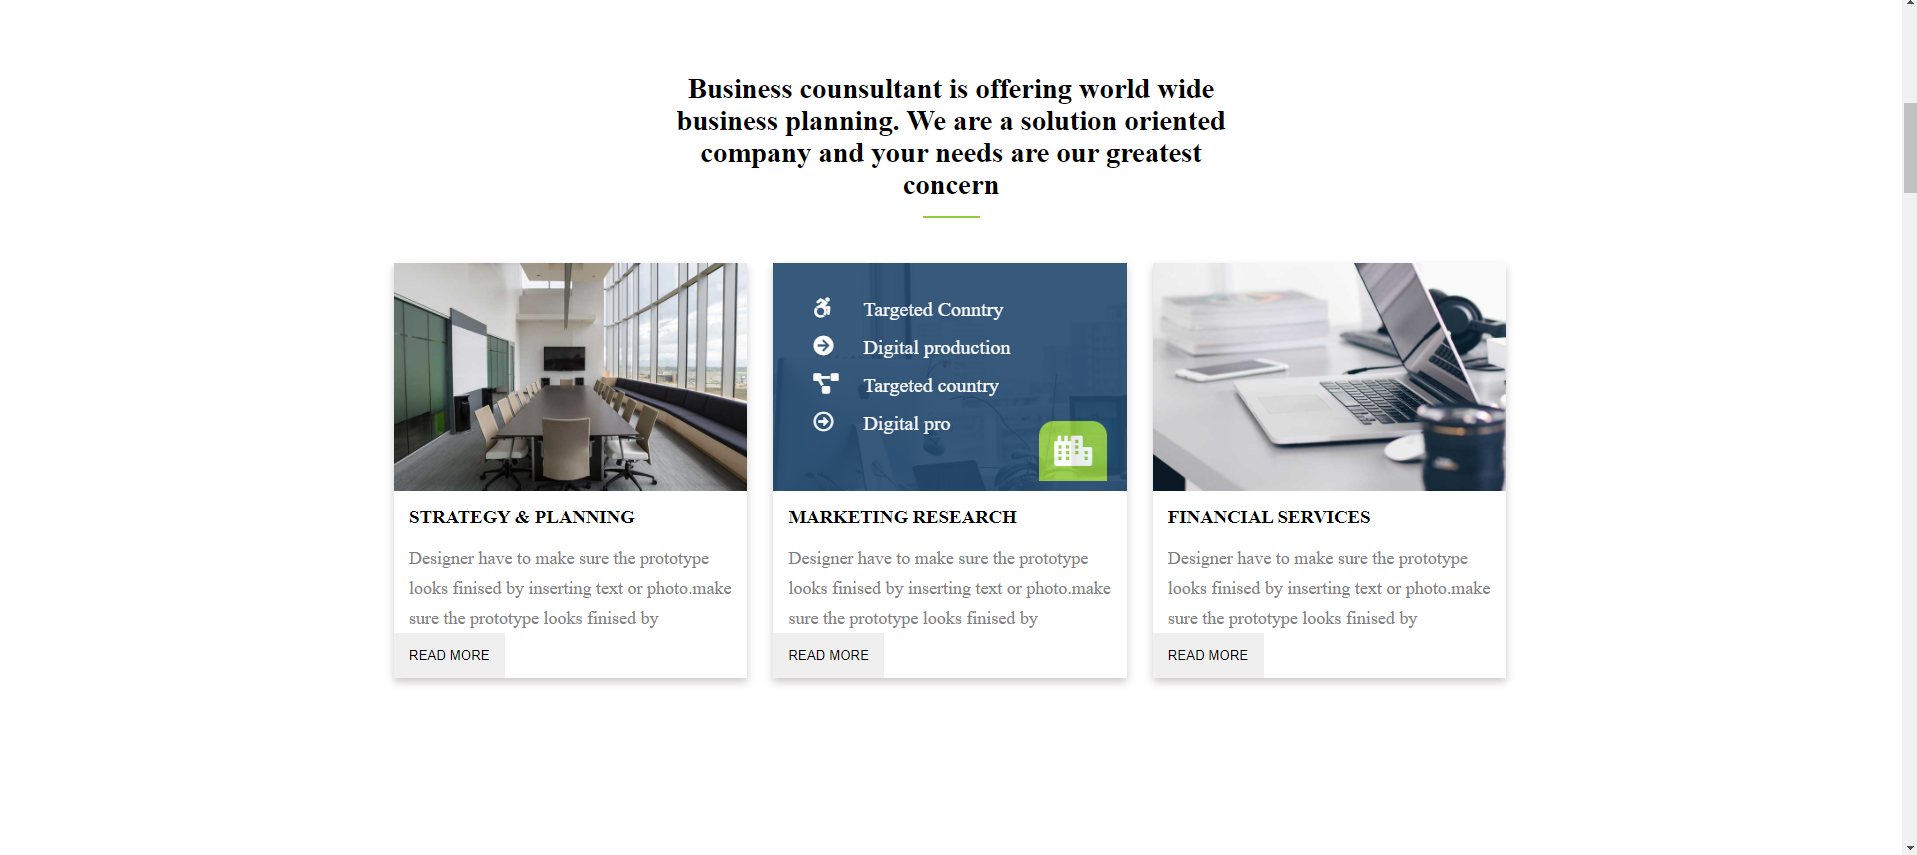 Business counsultant is offering world wide
business planning. We are a solution oriented
company and your needs are our greatest
concern
Targeted Conntry
Digital production
Targeted country
Digital pro
STRATEGY & PLANNING
Designer have to make sure the prototype
looks finised by inserting text or photo.make
sure the prototype looks finised by
READ MORE
MARKETING RESEARCH
Designer have to make sure the prototype
looks finised by inserting text or photo.make
sure the prototype looks finised by
READ MORE
FINANCIAL SERVICES
Designer have to make sure the prototype
looks finised by inserting text or photo.make
sure the prototype looks finised by
READ MORE